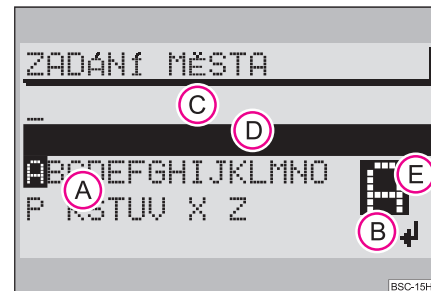 ZADÁNÍ MĚSTA
_
C
D
ABCDEFGHIJKLMNO
A
A
E
P RSTUV X Z
B
BSC-15H